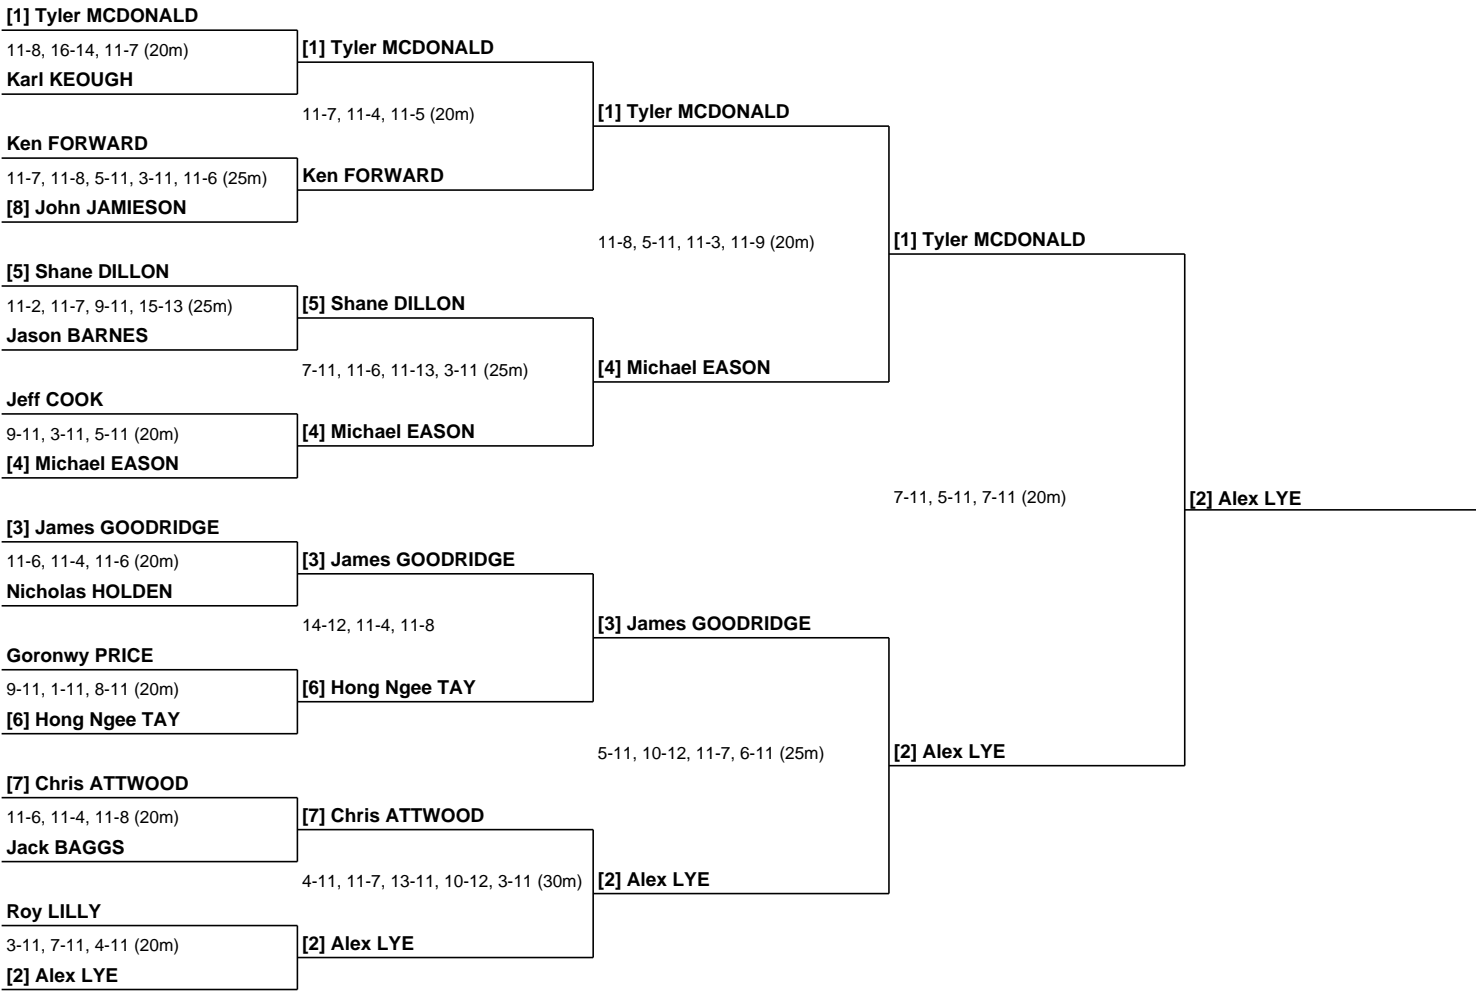 [1] Tyler MCDONALD
11-8, 16-14, 11-7 (20m)
Karl KEOUGH
Ken FORWARD
11-7, 11-8, 5-11, 3-11, 11-6 (25m)
[8] John JAMIESON
[5] Shane DILLON
11-2, 11-7, 9-11, 15-13 (25m)
Jason BARNES
Jeff COOK
9-11, 3-11, 5-11 (20m)
[4] Michael EASON
[3] James GOODRIDGE
11-6, 11-4, 11-6 (20m)
Nicholas HOLDEN
Goronwy PRICE
9-11, 1-11, 8-11 (20m)
[6] Hong Ngee TAY
[7] Chris ATTWOOD
11-6, 11-4, 11-8 (20m)
Jack BAGGS
Roy LILLY
3-11, 7-11, 4-11 (20m)
[2] Alex LYE
[1] Tyler MCDONALD
11-7, 11-4, 11-5 (20m)
Ken FORWARD
[5] Shane DILLON
7-11, 11-6, 11-13, 3-11 (25m)
[4] Michael EASON
[3] James GOODRIDGE
14-12, 11-4, 11-8
[6] Hong Ngee TAY
[7] Chris ATTWOOD
4-11, 11-7, 13-11, 10-12, 3-11 (30m)
[2] Alex LYE
[1] Tyler MCDONALD
11-8, 5-11, 11-3, 11-9 (20m)
[4] Michael EASON
[3] James GOODRIDGE
5-11, 10-12, 11-7, 6-11 (25m)
[2] Alex LYE
[1] Tyler MCDONALD
7-11, 5-11, 7-11 (20m)
[2] Alex LYE
[2] Alex LYE